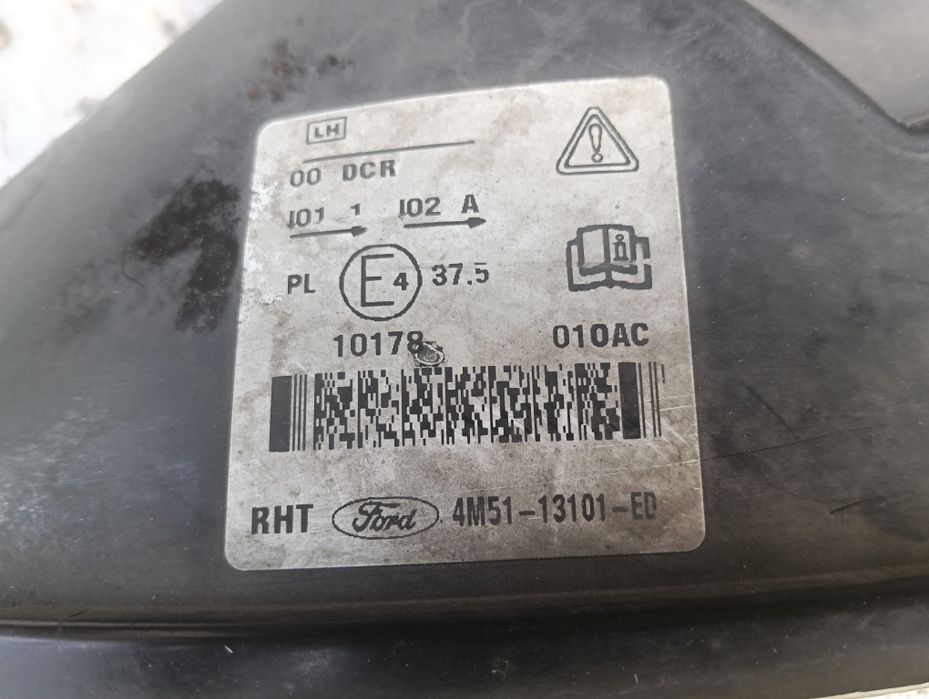 LH
00 DCR
I01 1 I02 A
PL E4 37.5
10178 010AC
RHT Ford 4M51-13101-ED